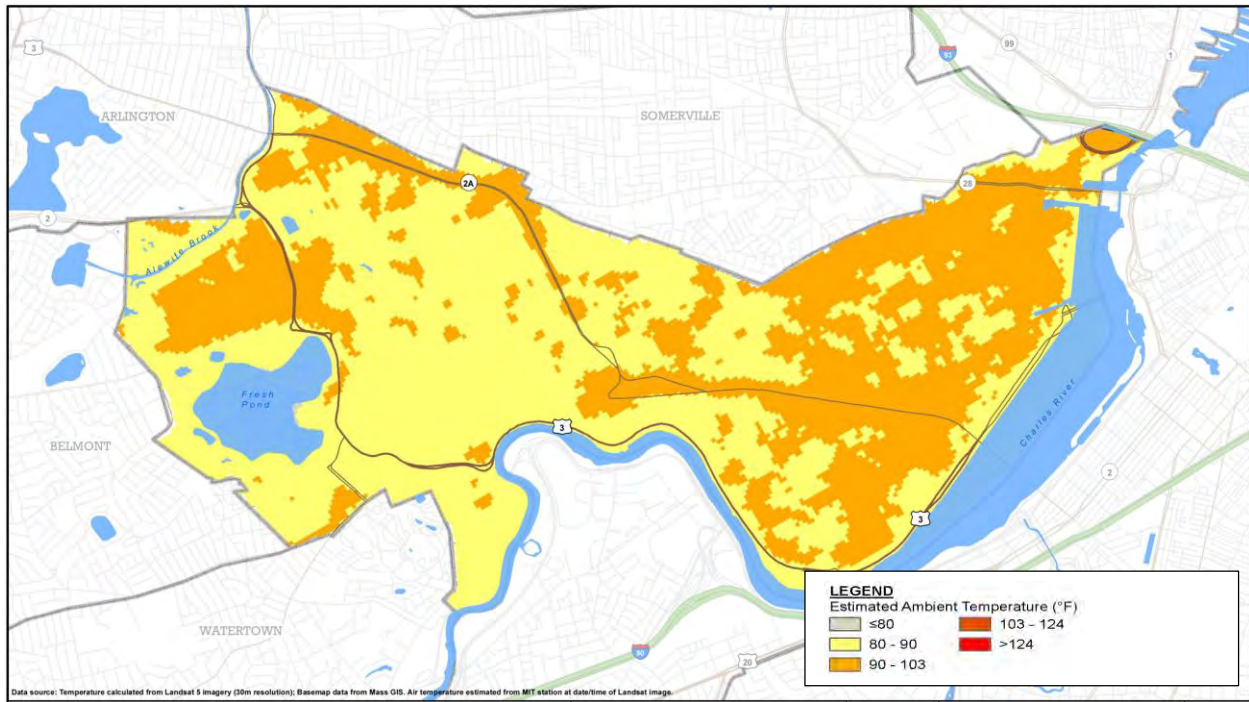 3
93
99
1
ARLINGTON
SOMERVILLE
2A
28
2
Alewife Brook
Fresh
Pond
3
Charles River
BELMONT
2
3
WATERTOWN
90
20
LEGEND
Estimated Ambient Temperature (°F)
≤80
103 - 124
80 - 90
>124
90 - 103
Data source: Temperature calculated from Landsat 5 imagery (30m resolution); Basemap data from Mass GIS. Air temperature estimated from MIT station at date/time of Landsat image.